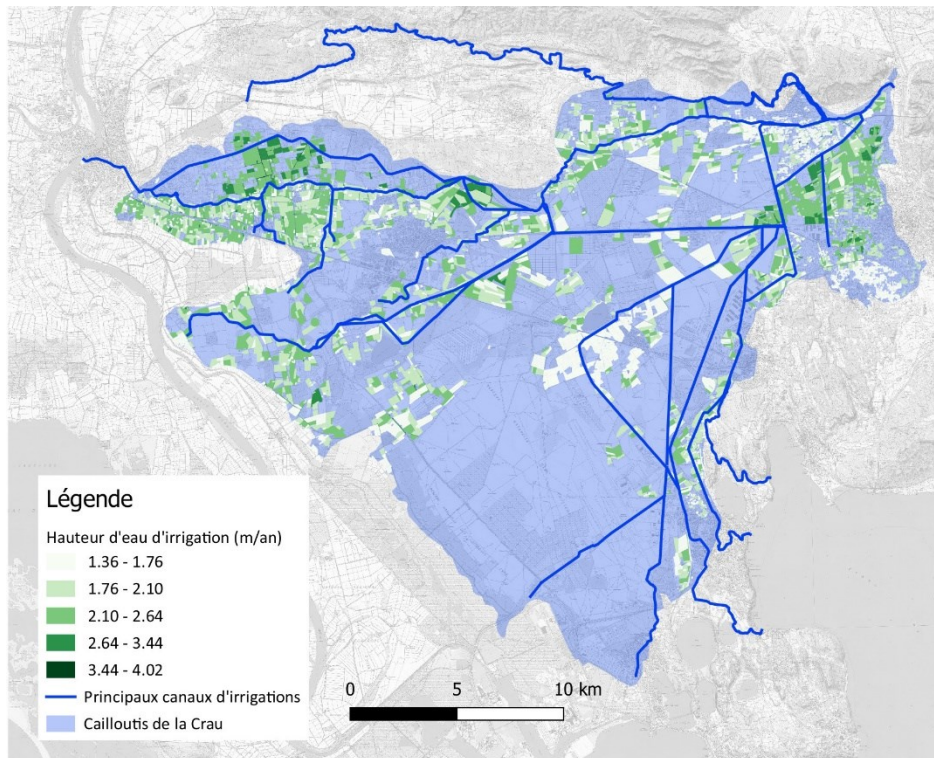 Légende
Hauteur d'eau d'irrigation (m/an)
1.36 - 1.76
1.76 - 2.10
2.10 - 2.64
2.64 - 3.44
3.44 - 4.02
Principaux canaux d'irrigations
Cailloutis de la Crau
0 5 10 km